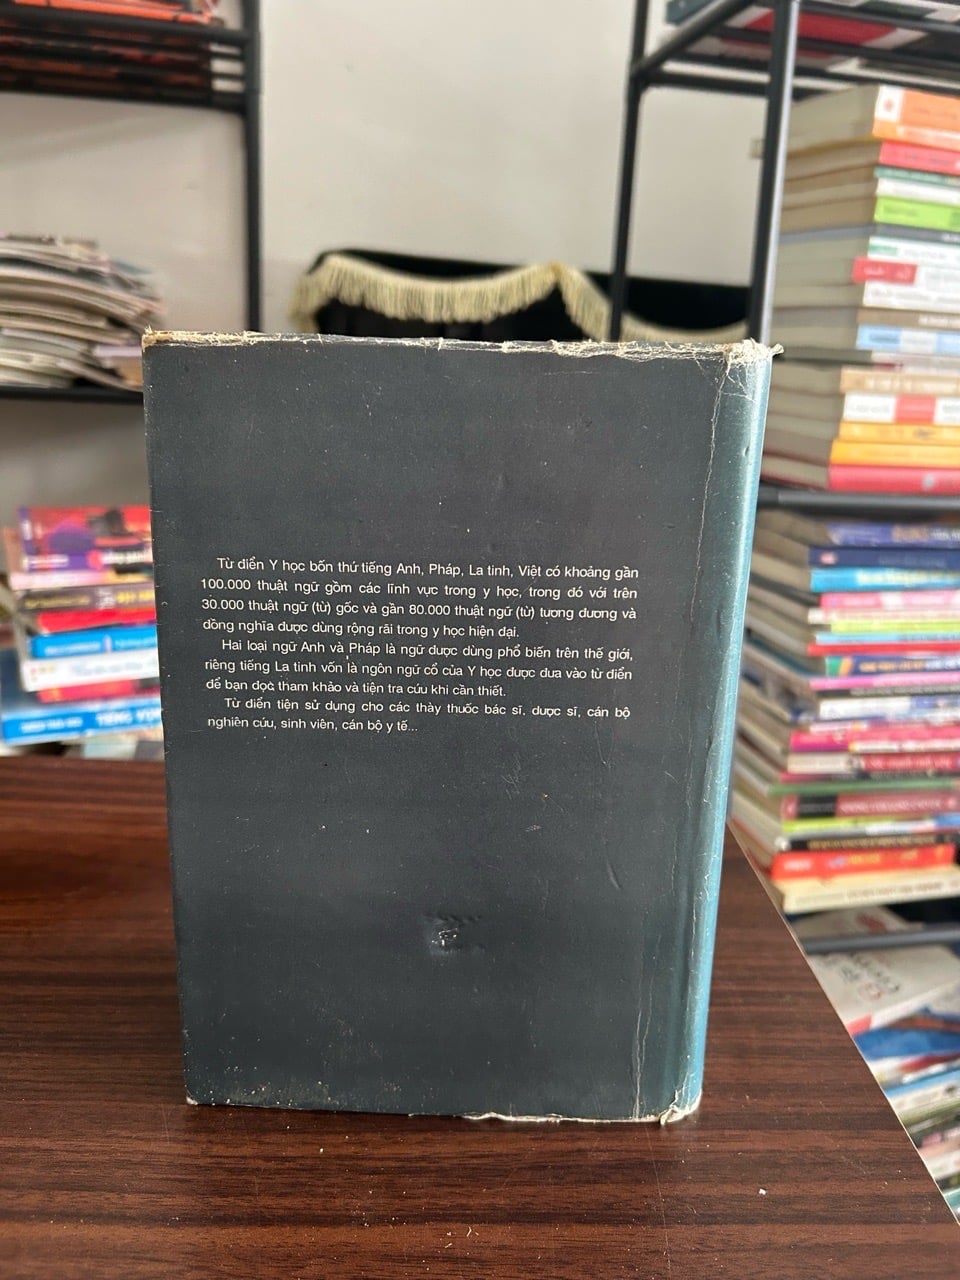 Từ điển Y học bốn thứ tiếng Anh, Pháp, La tinh, Việt có khoảng gần
100.000 thuật ngữ gồm các lĩnh vực trong y học, trong đó với trên
30.000 thuật ngữ (từ) gốc và gần 80.000 thuật ngữ (từ) tương đương và
đồng nghĩa được dùng rộng rãi trong y học hiện đại.
Hai loại ngữ Anh và Pháp là ngữ được dùng phổ biến trên thế giới,
riêng tiếng La tinh vốn là ngôn ngữ cổ của Y học được đưa vào từ điển
để bạn đọc tham khảo và tiện tra cứu khi cần thiết.
Từ điển tiện sử dụng cho các thày thuốc bác sĩ, dược sĩ, cán bộ
nghiên cứu, sinh viên, cán bộ y tế...